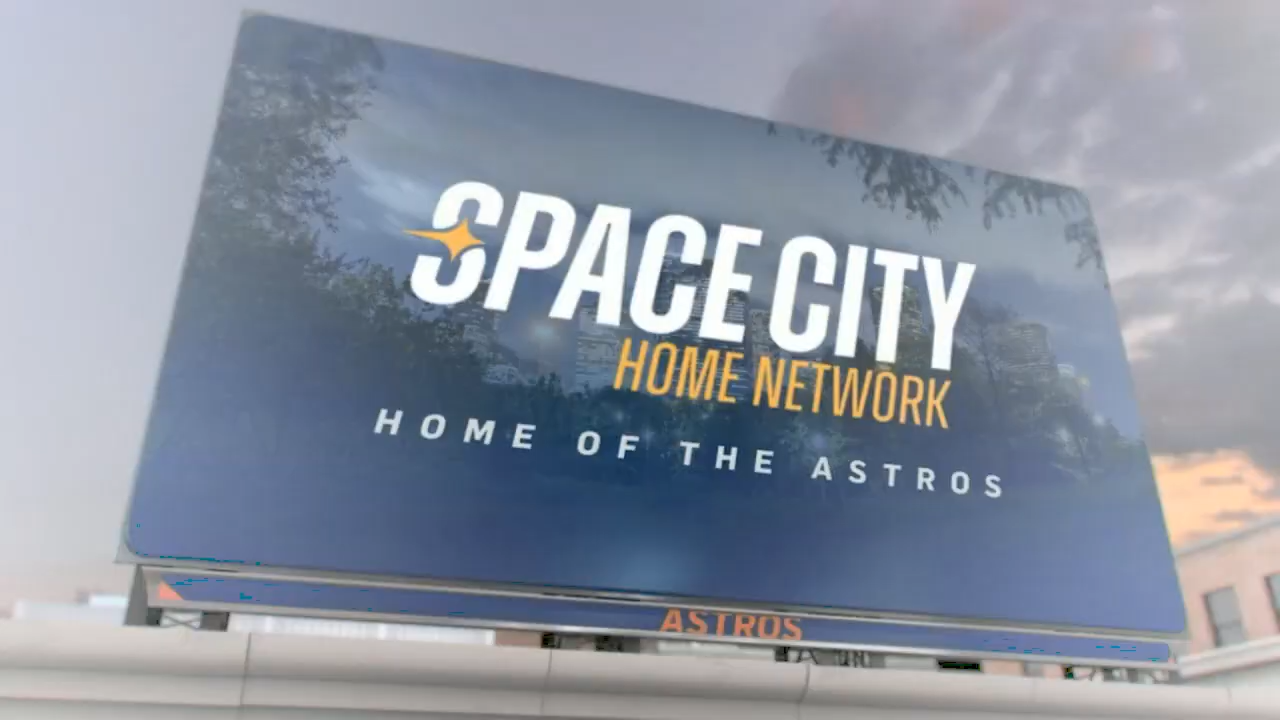 SPACE CITY
HOME NETWORK
HOME OF THE ASTROS
ASTROS